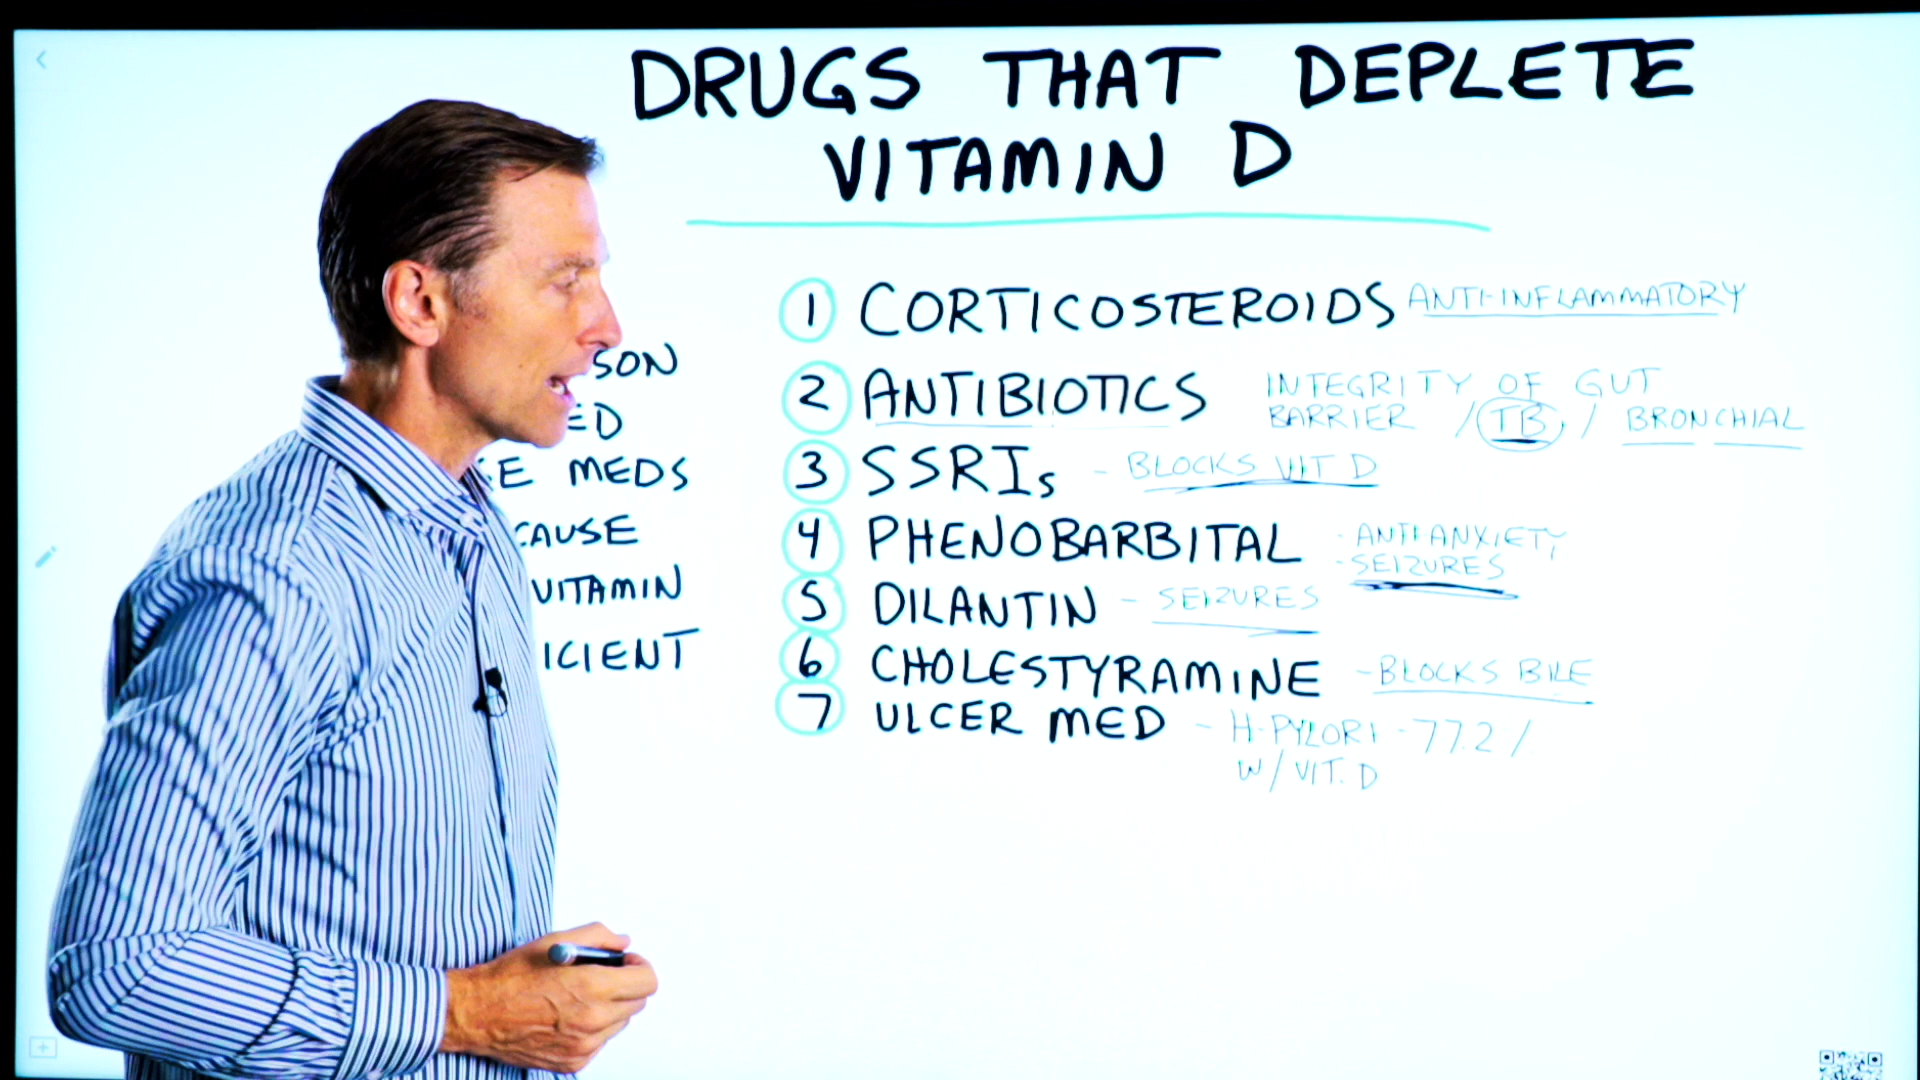 DRUGS THAT DEPLETE
VITAMIN D
SON
ED
E MEDS
CAUSE
VITAMIN
ICIENT
1 CORTICOSTEROIDS ANTI-INFLAMMATORY
2 ANTIBIOTICS INTEGRITY OF GUT
BARRIER / TB / BRONCHIAL
3 SSRIs - BLOCKS VIT D
4 PHENOBARBITAL - ANTI ANXIETY
- SEIZURES
5 DILANTIN - SEIZURES
6 CHOLESTYRAMINE - BLOCKS BILE
7 ULCER MED - H-PYLORI - 77.2 /
W/ VIT. D